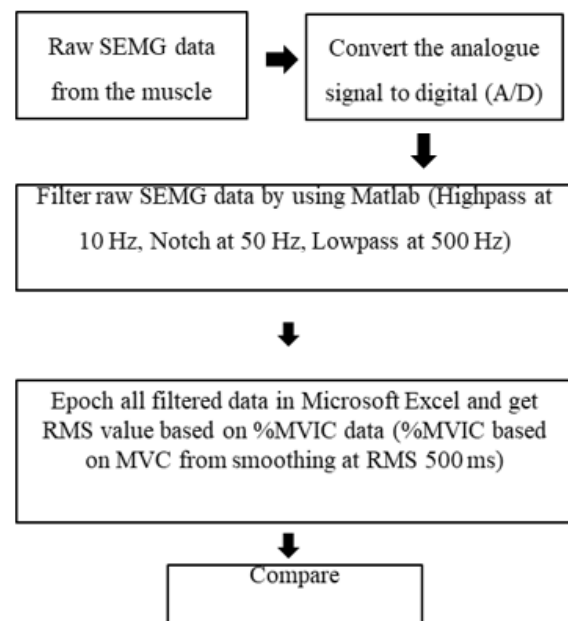 Raw SEMG data
from the muscle
Convert the analogue
signal to digital (A/D)
Filter raw SEMG data by using Matlab (Highpass at
10 Hz, Notch at 50 Hz, Lowpass at 500 Hz)
Epoch all filtered data in Microsoft Excel and get
RMS value based on %MVIC data (%MVIC based
on MVC from smoothing at RMS 500 ms)
Compare